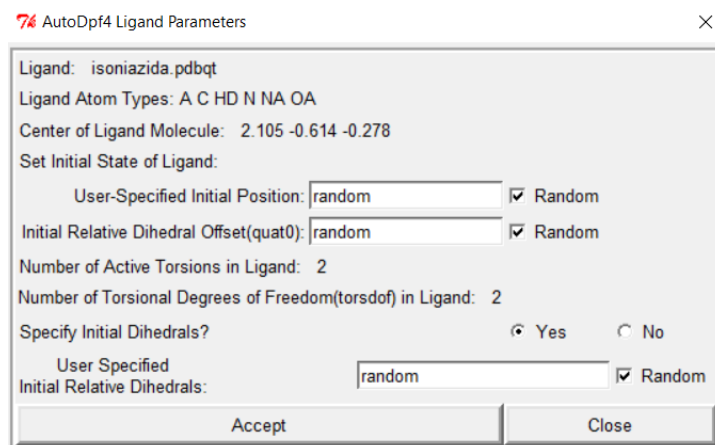 AutoDpf4 Ligand Parameters
Ligand: isoniazida.pdbqt
Ligand Atom Types: A C HD N NA OA
Center of Ligand Molecule: 2.105 -0.614 -0.278
Set Initial State of Ligand:
User-Specified Initial Position: random Random
Initial Relative Dihedral Offset(quat0): random Random
Number of Active Torsions in Ligand: 2
Number of Torsional Degrees of Freedom(torsdof) in Ligand: 2
Specify Initial Dihedrals? Yes No
User Specified
Initial Relative Dihedrals: random Random
Accept Close